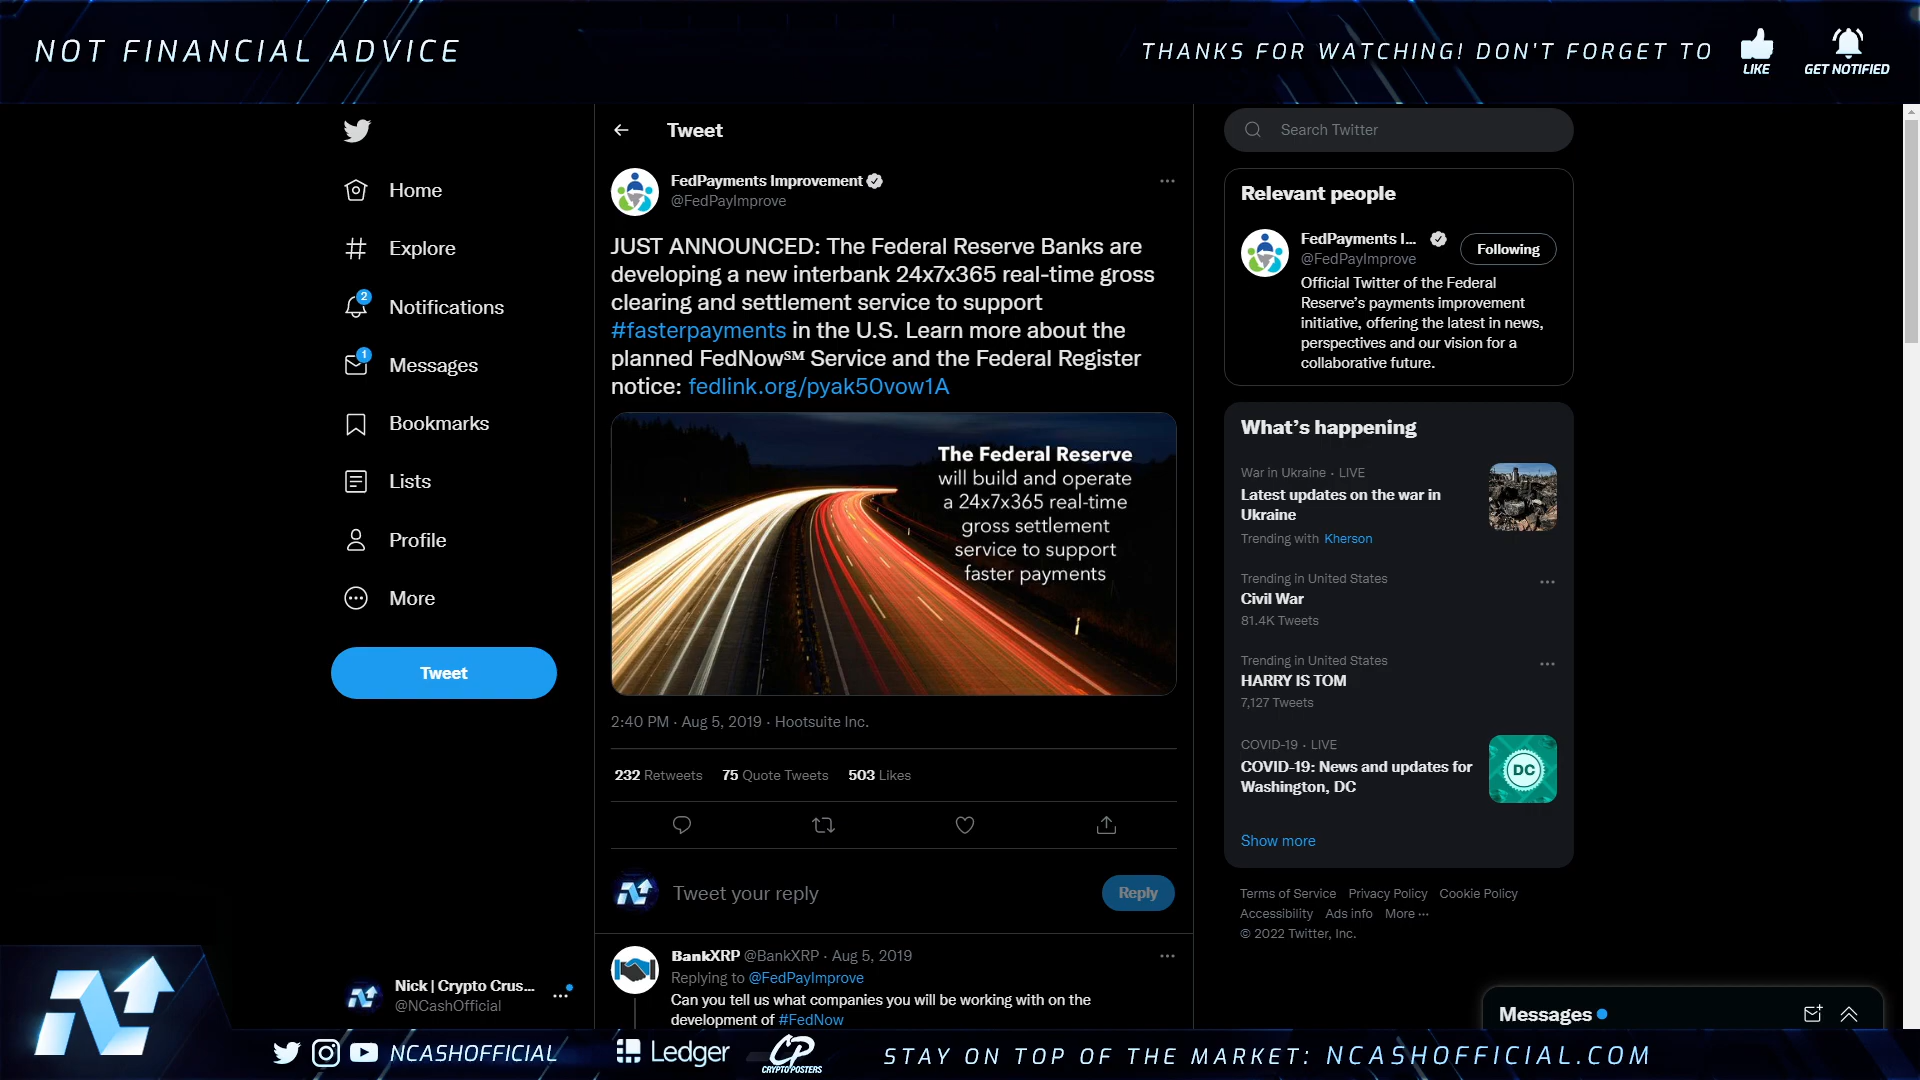 NOT FINANCIAL ADVICE
THANKS FOR WATCHING! DON'T FORGET TO
LIKE
GET NOTIFIED
Home
Explore
2
Notifications
1
Messages
Bookmarks
Lists
Profile
More
Tweet
Nick | Crypto Crus...
@NCashOfficial
Tweet
FedPayments Improvement
@FedPayImprove
JUST ANNOUNCED: The Federal Reserve Banks are
developing a new interbank 24x7x365 real-time gross
clearing and settlement service to support
#fasterpayments in the U.S. Learn more about the
planned FedNow℠ Service and the Federal Register
notice: fedlink.org/pyak50vow1A
The Federal Reserve
will build and operate
a 24x7x365 real-time
gross settlement
service to support
faster payments
2:40 PM · Aug 5, 2019 · Hootsuite Inc.
232 Retweets 75 Quote Tweets 503 Likes
Tweet your reply
Reply
BankXRP @BankXRP · Aug 5, 2019
Replying to @FedPayImprove
Can you tell us what companies you will be working with on the
development of #FedNow
Search Twitter
Relevant people
FedPayments I...
@FedPayImprove
Following
Official Twitter of the Federal
Reserve's payments improvement
initiative, offering the latest in news,
perspectives and our vision for a
collaborative future.
What's happening
War in Ukraine · LIVE
Latest updates on the war in
Ukraine
Trending with Kherson
Trending in United States
Civil War
81.4K Tweets
Trending in United States
HARRY IS TOM
7,127 Tweets
COVID-19 · LIVE
COVID-19: News and updates for
Washington, DC
DC
Show more
Terms of Service Privacy Policy Cookie Policy
Accessibility Ads info More ···
© 2022 Twitter, Inc.
Messages
NCASHOFFICIAL
Ledger
CP
CRYPTO POSTERS
STAY ON TOP OF THE MARKET: NCASHOFFICIAL.COM